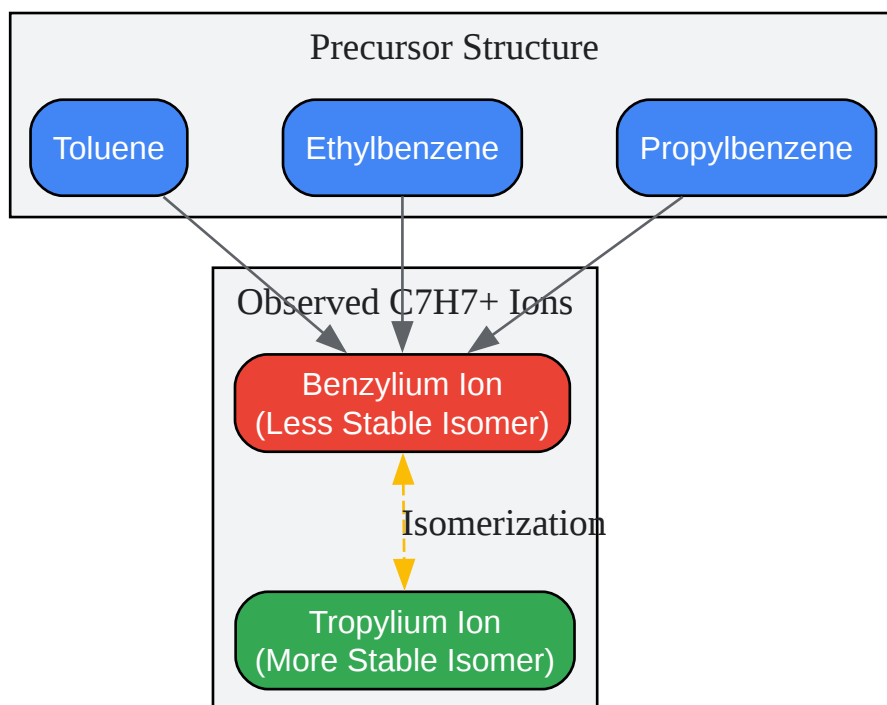 Precursor Structure
Toluene
Ethylbenzene
Propylbenzene
Observed C7H7+ Ions
Benzylium Ion
(Less Stable Isomer)
Isomerization
Tropylium Ion
(More Stable Isomer)